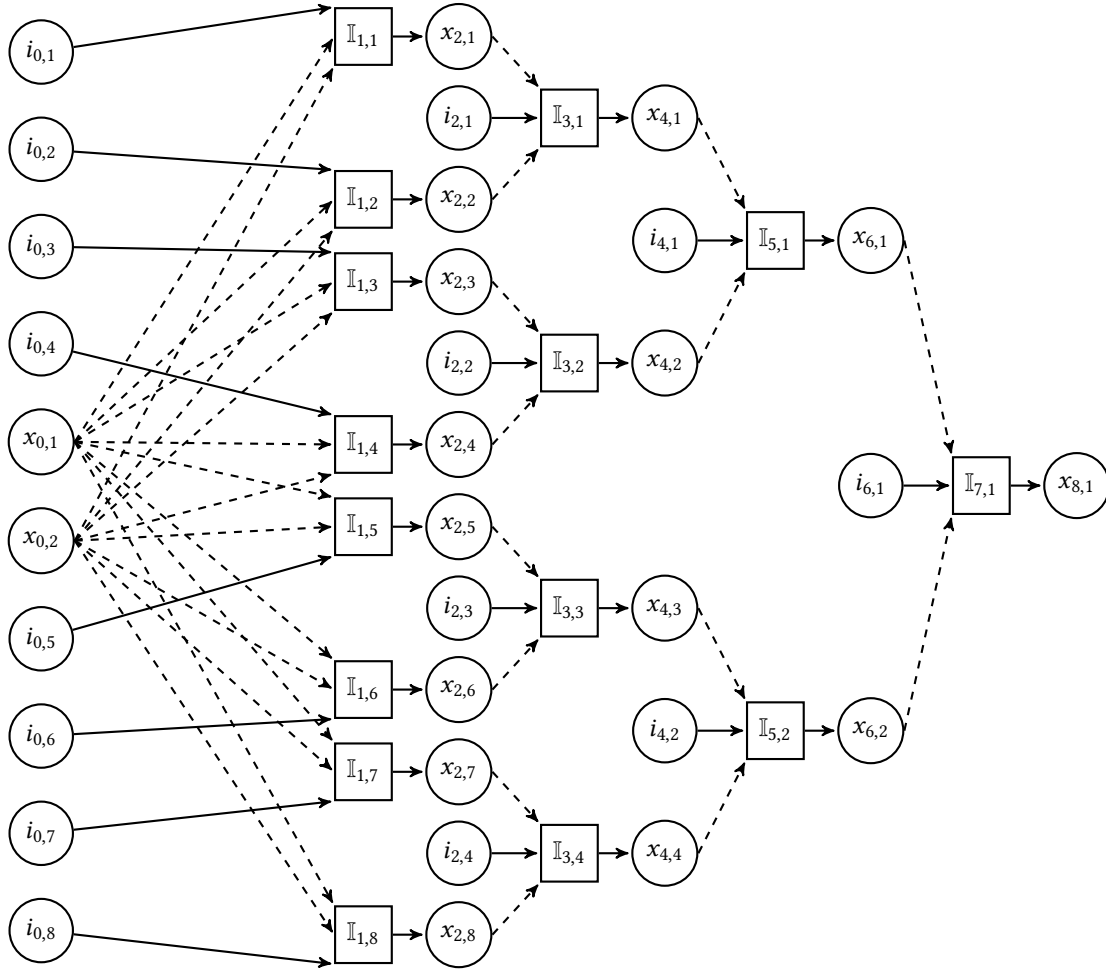 i0,1
i0,2
i0,3
i0,4
x0,1
x0,2
i0,5
i0,6
i0,7
i0,8
𝕀1,1
𝕀1,2
𝕀1,3
𝕀1,4
𝕀1,5
𝕀1,6
𝕀1,7
𝕀1,8
x2,1
i2,1
x2,2
x2,3
i2,2
x2,4
x2,5
i2,3
x2,6
x2,7
i2,4
x2,8
𝕀3,1
𝕀3,2
𝕀3,3
𝕀3,4
x4,1
i4,1
x4,2
x4,3
i4,2
x4,4
𝕀5,1
𝕀5,2
x6,1
i6,1
x6,2
𝕀7,1
x8,1